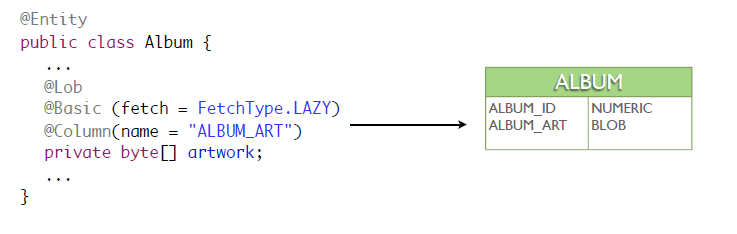 @Entity
public class Album {
...
@Lob
@Basic (fetch = FetchType.LAZY)
@Column(name = "ALBUM_ART")
private byte[] artwork;
...
}
ALBUM
ALBUM_ID NUMERIC
ALBUM_ART BLOB